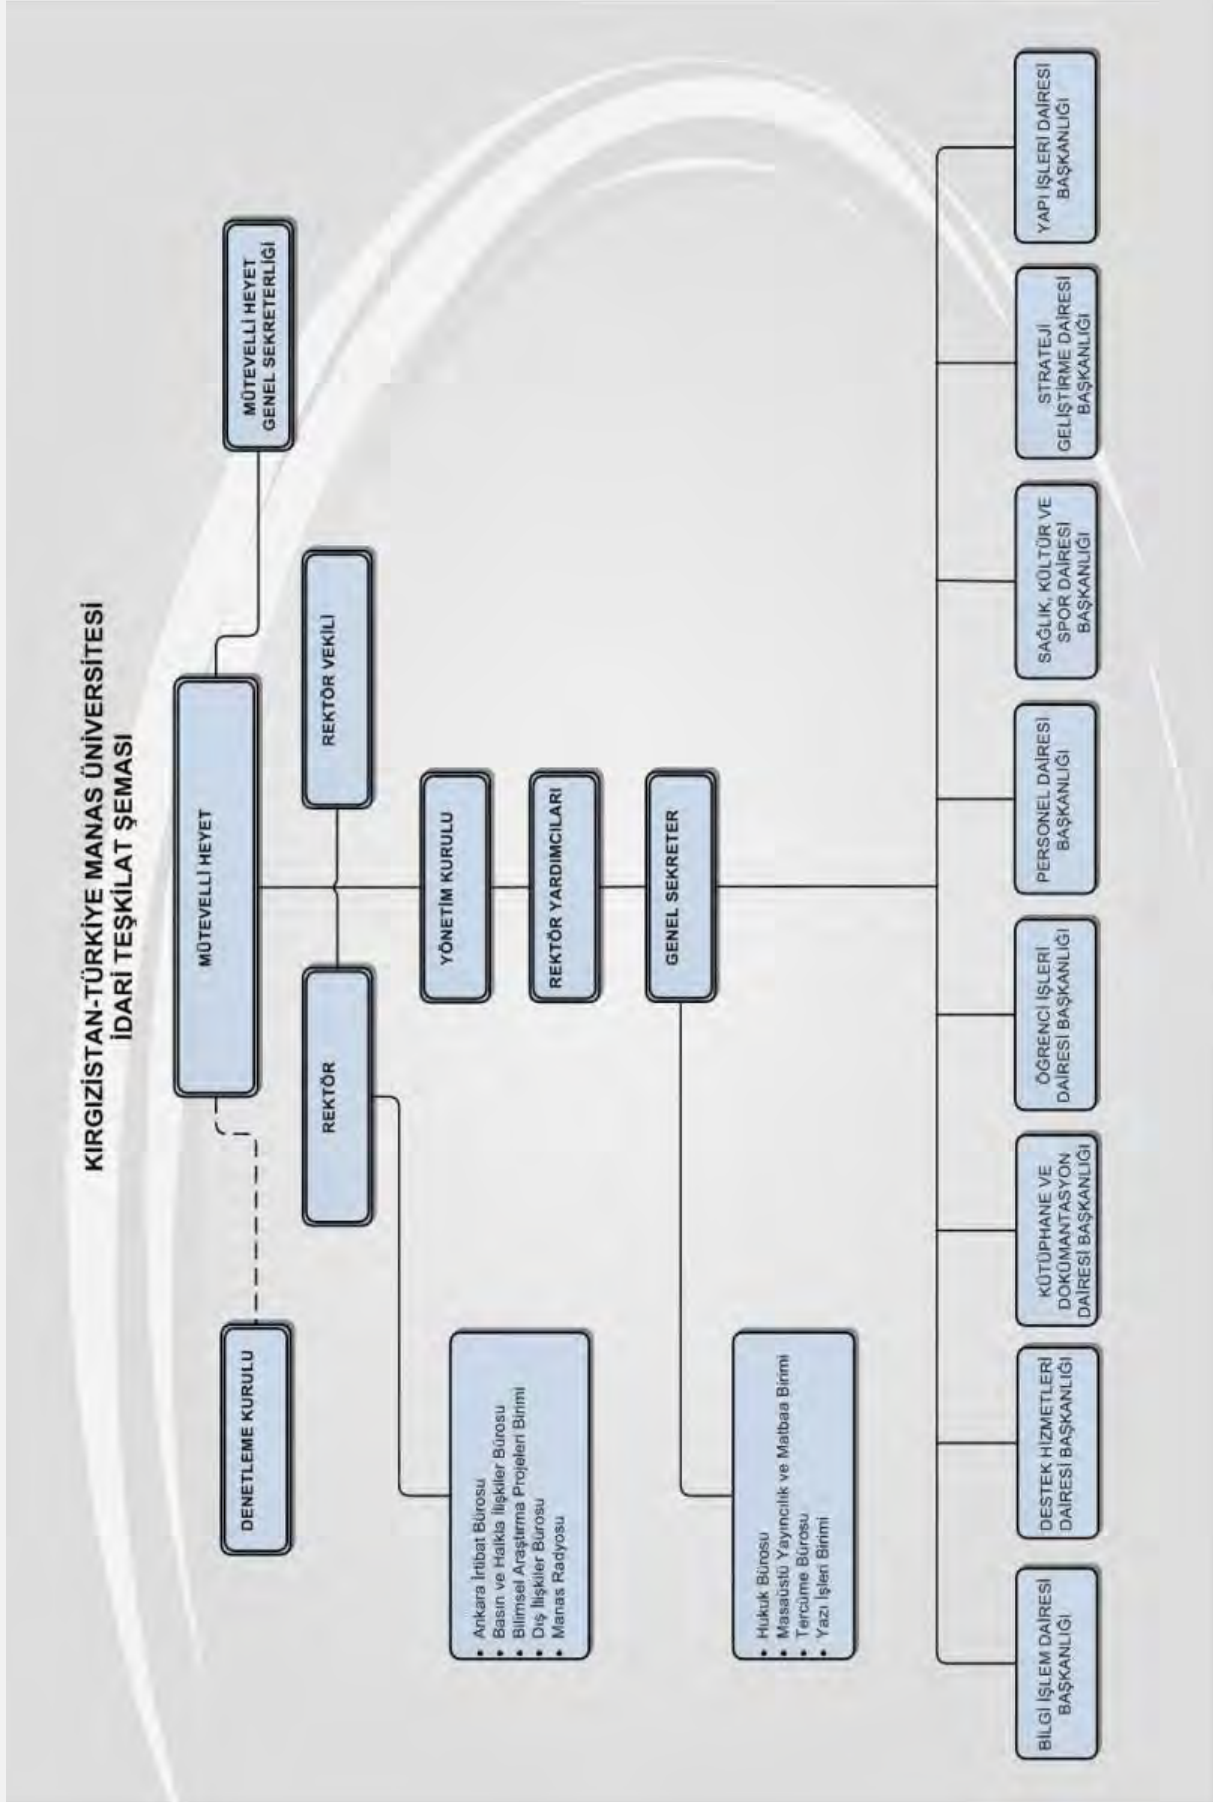 KIRGIZİSTAN-TÜRKİYE MANAS ÜNİVERSİTESİ
İDARİ TEŞKİLAT ŞEMASI
MÜTEVELLİ HEYET
DENETLEME KURULU
MÜTEVELLİ HEYET
GENEL SEKRETERLİĞİ
REKTÖR
REKTÖR VEKİLİ
YÖNETİM KURULU
REKTÖR YARDIMCILARI
GENEL SEKRETER
• Ankara İrtibat Bürosu
• Basın ve Halkla İlişkiler Bürosu
• Bilimsel Araştırma Projeleri Birimi
• Dış İlişkiler Bürosu
• Manas Radyosu
• Hukuk Bürosu
• Masaüstü Yayıncılık ve Matbaa Birimi
• Tercüme Bürosu
• Yazı İşleri Birimi
BİLGİ İŞLEM DAİRESİ
BAŞKANLIĞI
DESTEK HİZMETLERİ
DAİRESİ BAŞKANLIĞI
KÜTÜPHANE VE
DOKÜMANTASYON
DAİRESİ BAŞKANLIĞI
ÖĞRENCİ İŞLERİ
DAİRESİ BAŞKANLIĞI
PERSONEL DAİRESİ
BAŞKANLIĞI
SAĞLIK, KÜLTÜR VE
SPOR DAİRESİ
BAŞKANLIĞI
STRATEJİ
GELİŞTİRME DAİRESİ
BAŞKANLIĞI
YAPI İŞLERİ DAİRESİ
BAŞKANLIĞI